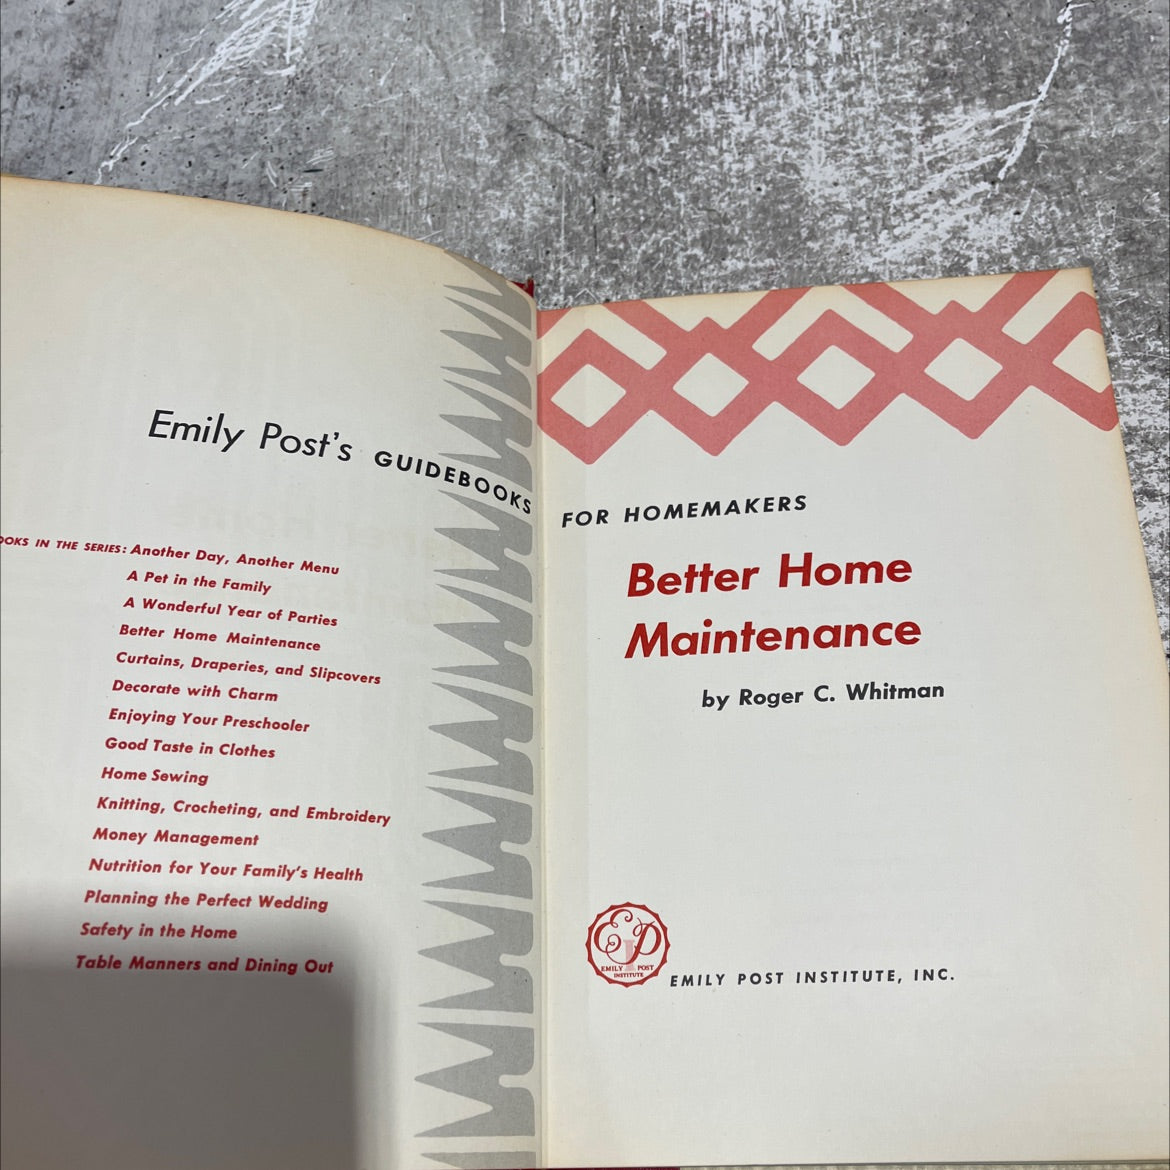 Emily Post's GUIDEBOOKS
OOKS IN THE SERIES: Another Day, Another Menu
A Pet in the Family
A Wonderful Year of Parties
Better Home Maintenance
Curtains, Draperies, and Slipcovers
Decorate with Charm
Enjoying Your Preschooler
Good Taste in Clothes
Home Sewing
Knitting, Crocheting, and Embroidery
Money Management
Nutrition for Your Family's Health
Planning the Perfect Wedding
Safety in the Home
Table Manners and Dining Out
FOR HOMEMAKERS
Better Home
Maintenance
by Roger C. Whitman
EPI
EMILY POST
INSTITUTE
EMILY POST INSTITUTE, INC.